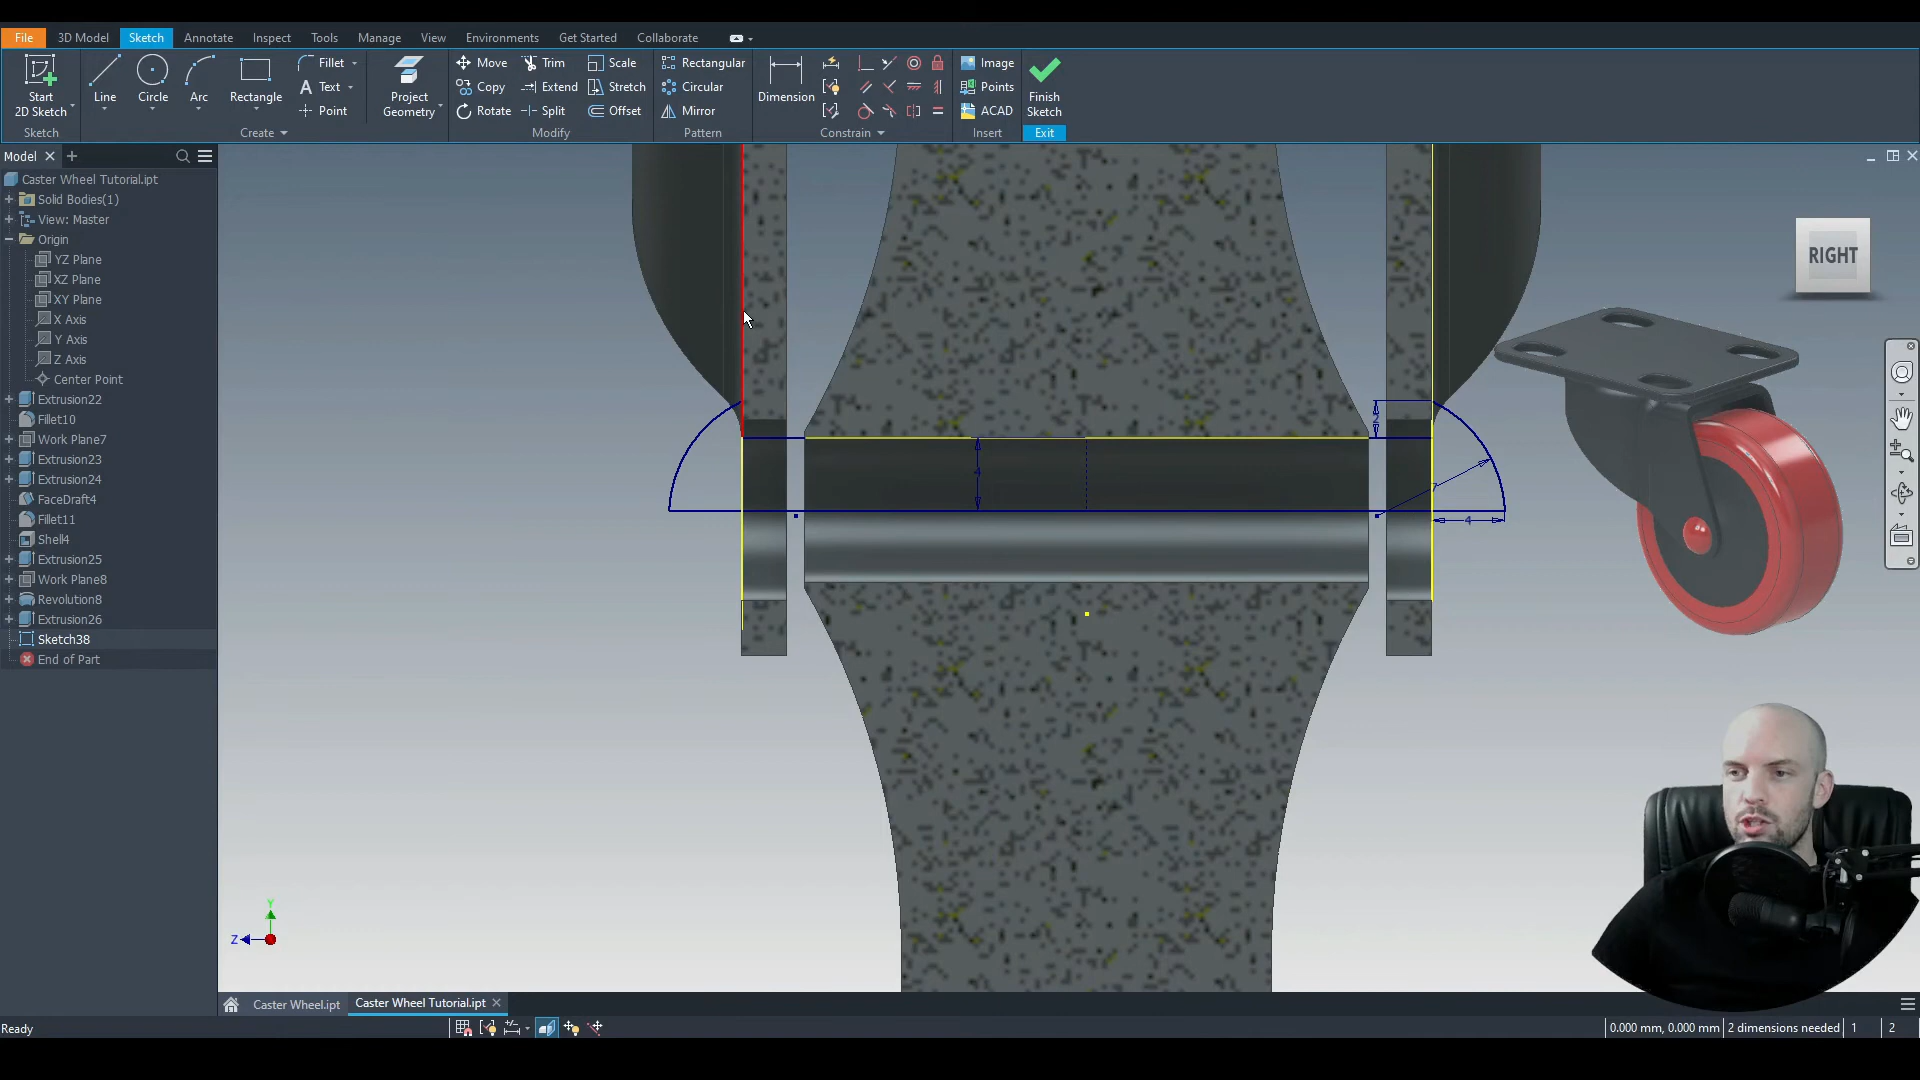 File 3D Model Sketch Annotate Inspect Tools Manage View Environments Get Started Collaborate
Start
2D Sketch
Line
Circle
Arc
Rectangle
Fillet
Text
Point
Project
Geometry
Move
Copy
Rotate
Trim
Extend
Split
Scale
Stretch
Offset
Rectangular
Circular
Mirror
Dimension
Image
Points
ACAD
Finish
Sketch
Sketch Create Modify Pattern Constrain Insert Exit
Model
Caster Wheel Tutorial.ipt
Solid Bodies(1)
View: Master
Origin
YZ Plane
XZ Plane
XY Plane
X Axis
Y Axis
Z Axis
Center Point
Extrusion22
Fillet10
Work Plane7
Extrusion23
Extrusion24
FaceDraft4
Fillet11
Shell4
Extrusion25
Work Plane8
Revolution8
Extrusion26
Sketch38
End of Part
RIGHT
2
4
7
4
Y
Z
Caster Wheel.ipt Caster Wheel Tutorial.ipt
Ready
0.000 mm, 0.000 mm 2 dimensions needed 1 2